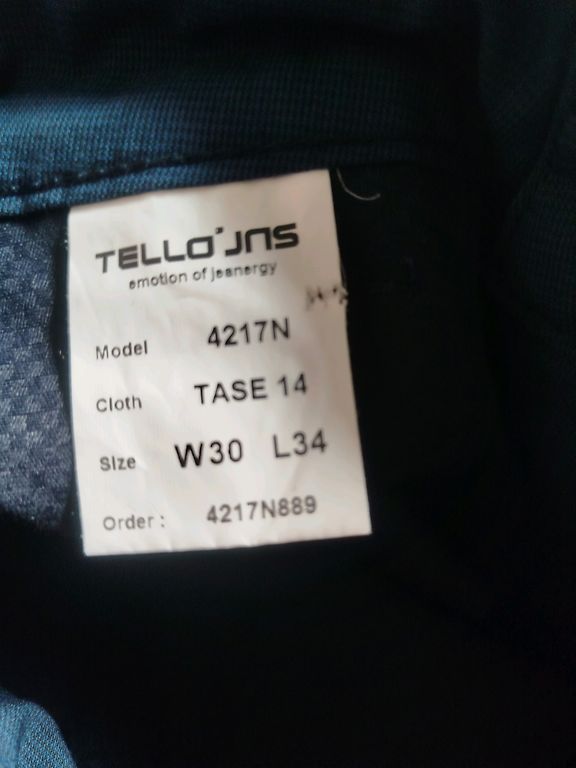 TELLO'JNS
emotion of jeanergy
Model 4217N
Cloth TASE 14
Size W30 L34
Order : 4217N889